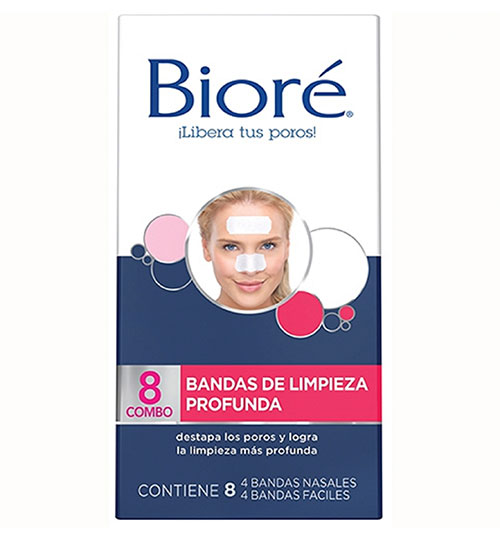 Bioré®
¡Libera tus poros!
8
COMBO
BANDAS DE LIMPIEZA
PROFUNDA
destapa los poros y logra
la limpieza más profunda
CONTIENE 8
4 BANDAS NASALES
4 BANDAS FACILES